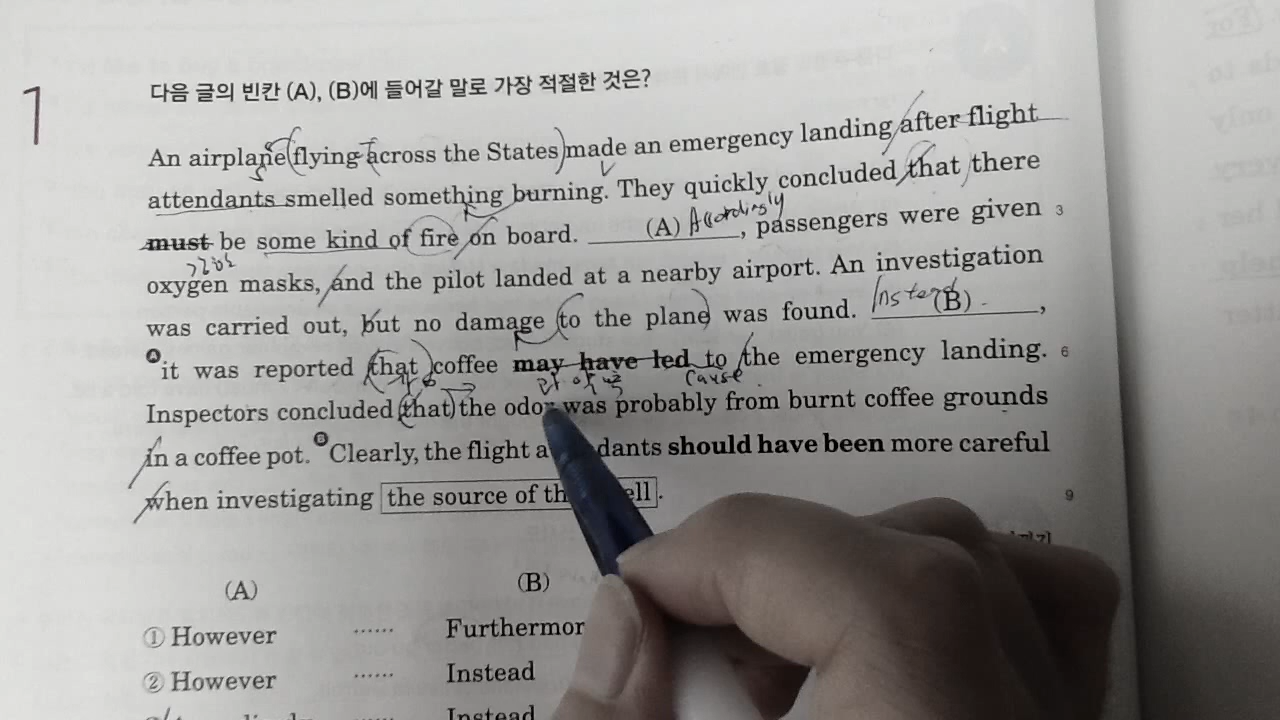 1
다음 글의 빈칸 (A), (B)에 들어갈 말로 가장 적절한 것은?
An airplane flying across the States made an emergency landing after flight
attendants smelled something burning. They quickly concluded that there
must be some kind of fire on board. (A) Accordingly, passengers were given 3
oxygen masks, and the pilot landed at a nearby airport. An investigation
was carried out, but no damage to the plane was found. Instead (B),
A it was reported that coffee may have led to the emergency landing. 6
cause
Inspectors concluded that the odor was probably from burnt coffee grounds
in a coffee pot. B Clearly, the flight should have been more careful
when investigating the source of 9
(A) (B)
① However ...... 
② However ...... Instead
Instead